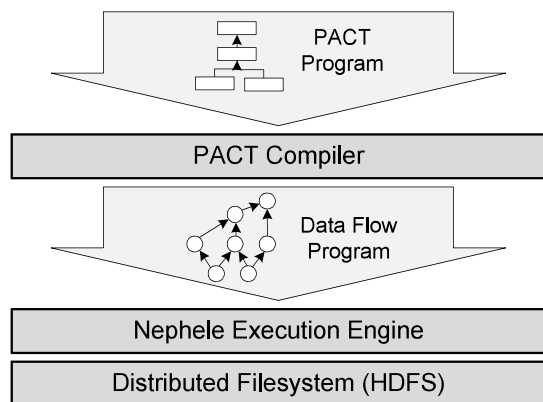 PACT
Program
PACT Compiler
Data Flow
Program
Nephele Execution Engine
Distributed Filesystem (HDFS)